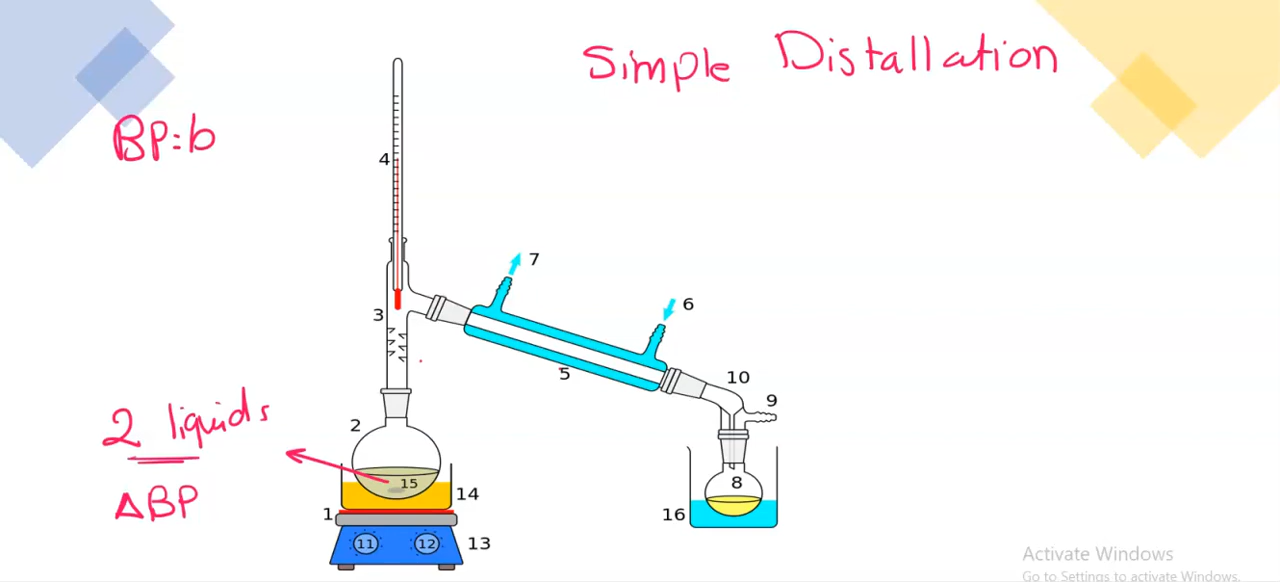 Simple Distallation
BP:b
4
7
6
3
5
10
9
2
2 liquids
15
8
14
ΔBP
1
16
11
12
13
Activate Windows
Go to Settings to activate Windows.